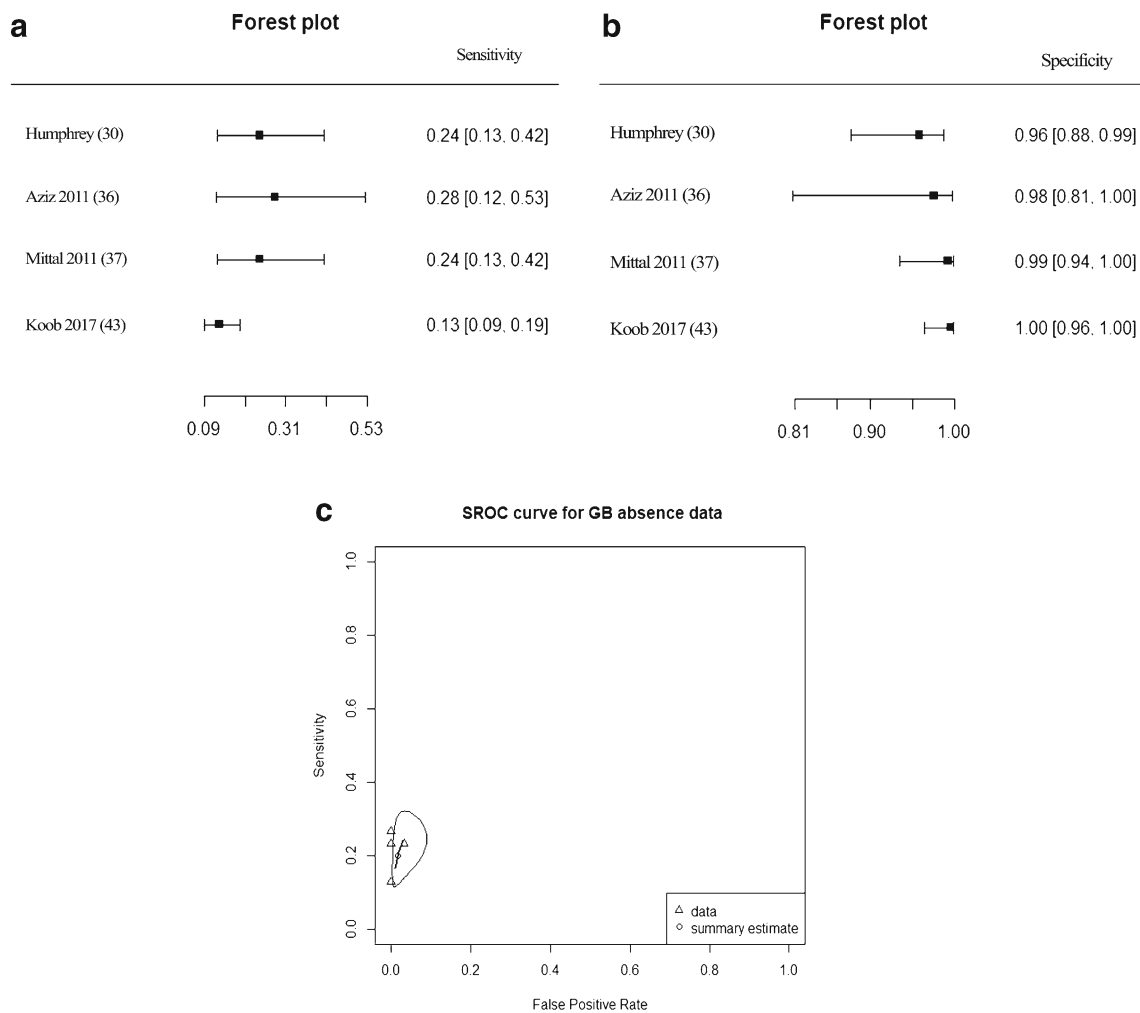 a
Forest plot
Sensitivity
Humphrey (30) 0.24 [0.13, 0.42]
Aziz 2011 (36) 0.28 [0.12, 0.53]
Mittal 2011 (37) 0.24 [0.13, 0.42]
Koob 2017 (43) 0.13 [0.09, 0.19]
0.09 0.31 0.53
b
Forest plot
Specificity
Humphrey (30) 0.96 [0.88, 0.99]
Aziz 2011 (36) 0.98 [0.81, 1.00]
Mittal 2011 (37) 0.99 [0.94, 1.00]
Koob 2017 (43) 1.00 [0.96, 1.00]
0.81 0.90 1.00
c
SROC curve for GB absence data
Sensitivity
1.0
0.8
0.6
0.4
0.2
0.0
data
summary estimate
0.0 0.2 0.4 0.6 0.8 1.0
False Positive Rate